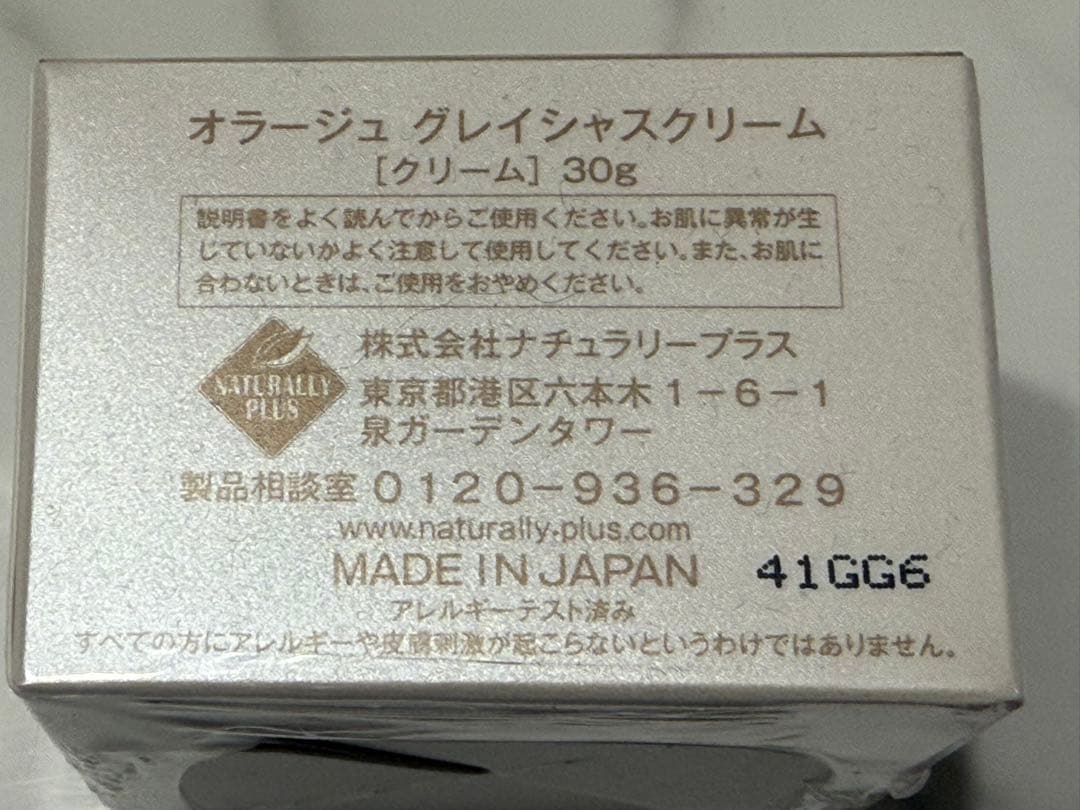 オラージュ グレイシャスクリーム
[クリーム] 30g
説明書をよく読んでからご使用ください。お肌に異常が生
じていないかよく注意して使用してください。また、お肌に
合わないときは、ご使用をおやめください。
NATURALLY
PLUS
株式会社ナチュラリープラス
東京都港区六本木1-6-1
泉ガーデンタワー
製品相談室 0120-936-329
www.naturally-plus.com
MADE IN JAPAN 41GG6
アレルギーテスト済み
すべての方にアレルギーや皮膚刺激が起こらないというわけではありません。